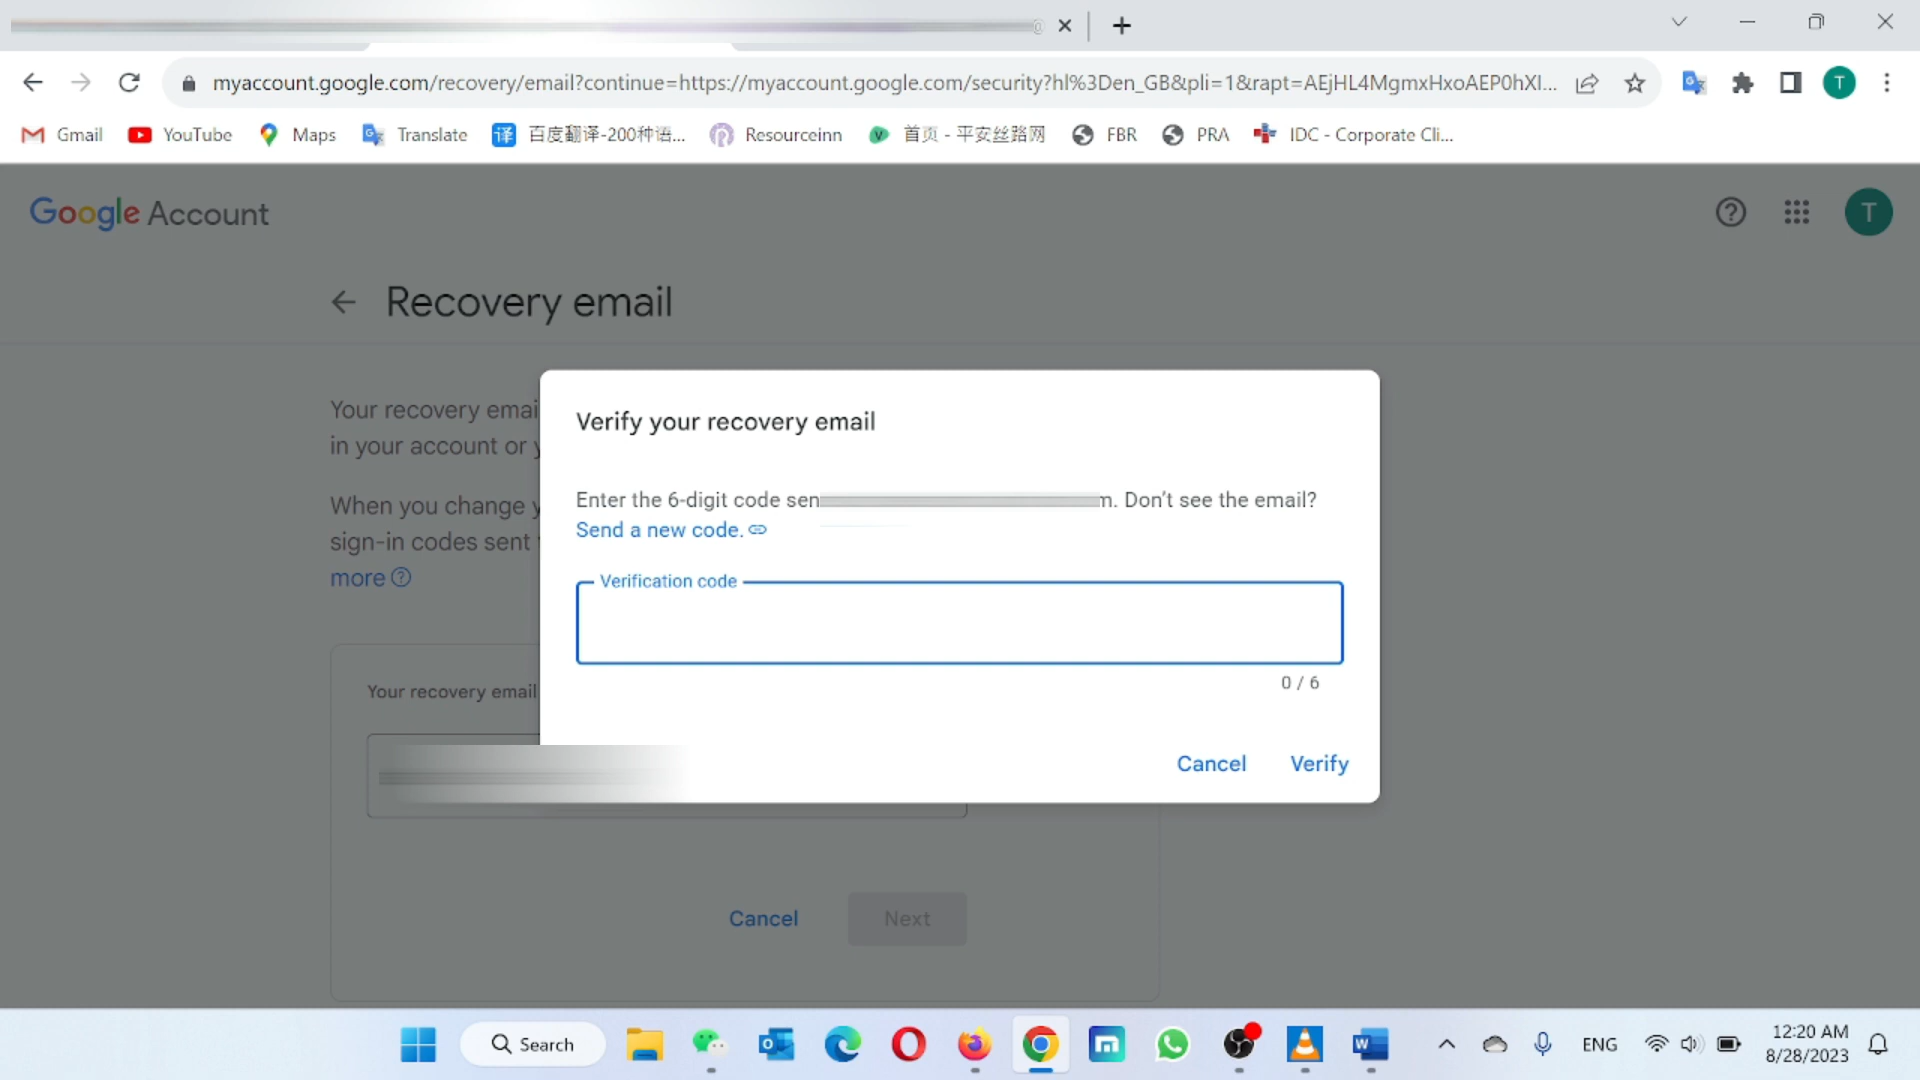 myaccount.google.com/recovery/email?continue=https://myaccount.google.com/security?hl%3Den_GB&pli=1&rapt=AEjHL4MgmxHxoAEP0hXI...
T
Gmail
YouTube
Maps
Translate
译 百度翻译-200种语...
Resourceinn
首页 - 平安丝路网
FBR
PRA
IDC - Corporate Cli...
Google Account
T
Recovery email
Your recovery emai
in your account or y
When you change y
sign-in codes sent
more
Verify your recovery email
Enter the 6-digit code sen m. Don't see the email?
Send a new code.
Verification code
0 / 6
Cancel Verify
Your recovery email
Cancel Next
Search
ENG
12:20 AM
8/28/2023